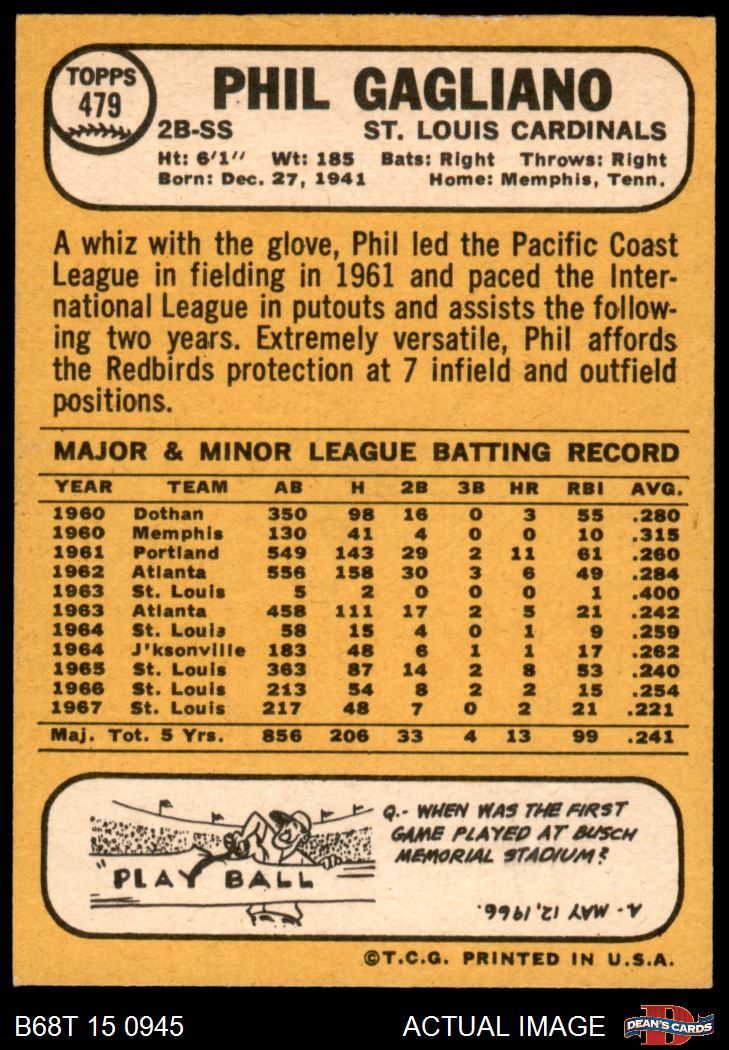 TOPPS
479
PHIL GAGLIANO
2B-SS ST. LOUIS CARDINALS
Ht: 6'1" Wt: 185 Bats: Right Throws: Right
Born: Dec. 27, 1941 Home: Memphis, Tenn.
A whiz with the glove, Phil led the Pacific Coast
League in fielding in 1961 and paced the Inter-
national League in putouts and assists the follow-
ing two years. Extremely versatile, Phil affords
the Redbirds protection at 7 infield and outfield
positions.
MAJOR & MINOR LEAGUE BATTING RECORD
YEAR TEAM AB H 2B 3B HR RBI AVG.
1960 Dothan 350 98 16 0 3 55 .280
1960 Memphis 130 41 4 0 0 10 .315
1961 Portland 549 143 29 2 11 61 .260
1962 Atlanta 556 158 30 3 6 49 .284
1963 St. Louis 5 2 0 0 0 1 .400
1963 Atlanta 458 111 17 2 5 21 .242
1964 St. Louis 58 15 4 0 1 9 .259
1964 J'ksonville 183 48 6 1 1 17 .262
1965 St. Louis 363 87 14 2 8 53 .240
1966 St. Louis 213 54 8 2 2 15 .254
1967 St. Louis 217 48 7 0 2 21 .221
Maj. Tot. 5 Yrs. 856 206 33 4 13 99 .241
"PLAY BALL
Q.- WHEN WAS THE FIRST
GAME PLAYED AT BUSCH
MEMORIAL STADIUM?
A- MAY 12, 1966.
©T.C.G. PRINTED IN U.S.A.
B68T 15 0945 ACTUAL IMAGE DEAN'S CARDS